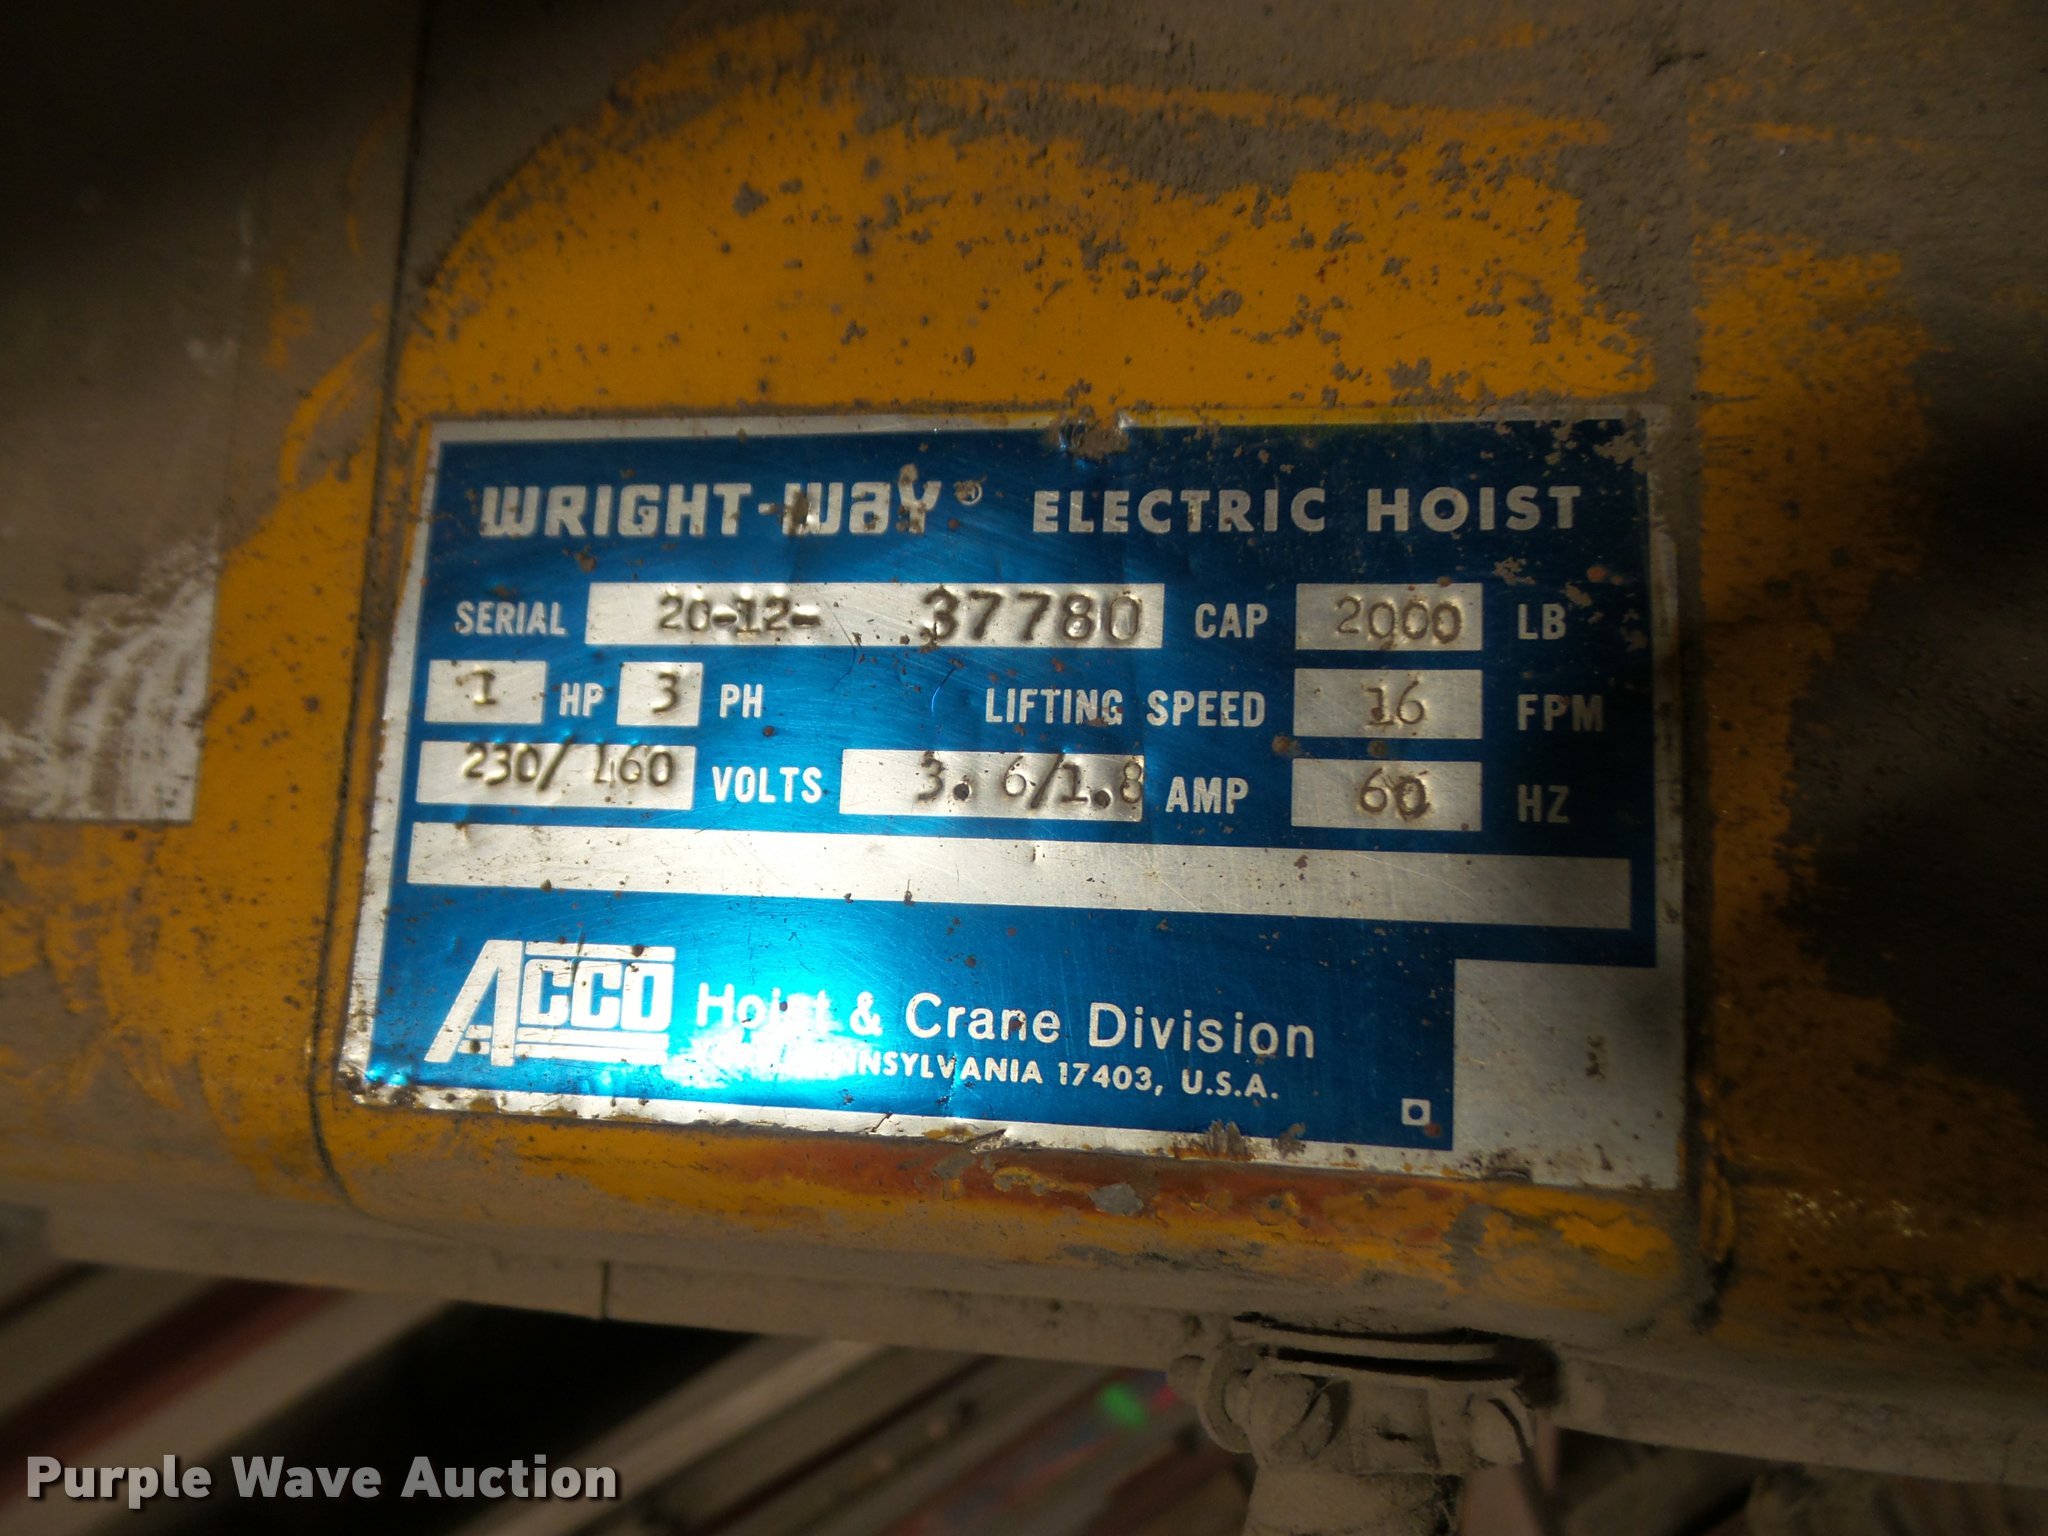 WRIGHT-WAY® ELECTRIC HOIST
SERIAL 20-12- 37780 CAP 2000 LB
1 HP 3 PH LIFTING SPEED 16 FPM
230/460 VOLTS 3.6/1.8 AMP 60 HZ
ACCO Hoist & Crane Division
PENNSYLVANIA 17403, U.S.A.
Purple Wave Auction